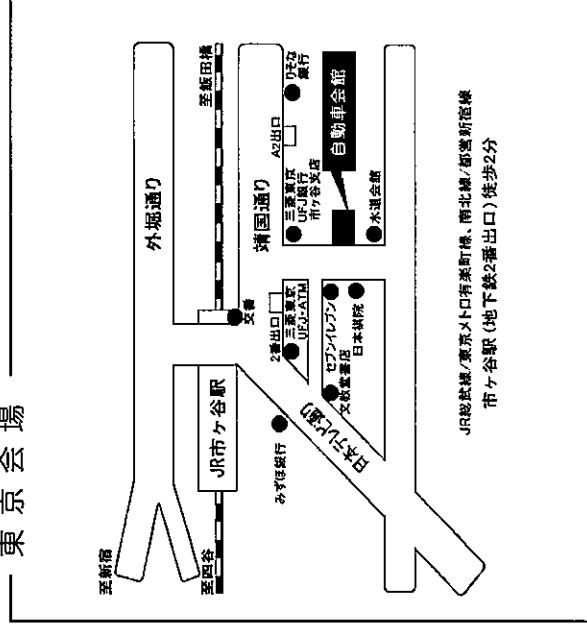 東京会場
外堀通り
至飯田橋
靖国通り
りそな
銀行
A2出口
三菱東京
UFJ銀行
市ヶ谷支店
自動車会館
水道会館
交番
2番出口
三菱東京
UFJ・ATM
セブンイレブン
文教堂書店
日本棋院
JR市ヶ谷駅
みずほ銀行
日本テレビ通り
至新宿
至四谷
JR総武線/東京メトロ有楽町線、南北線/都営新宿線
市ヶ谷駅(地下鉄2番出口)徒歩2分